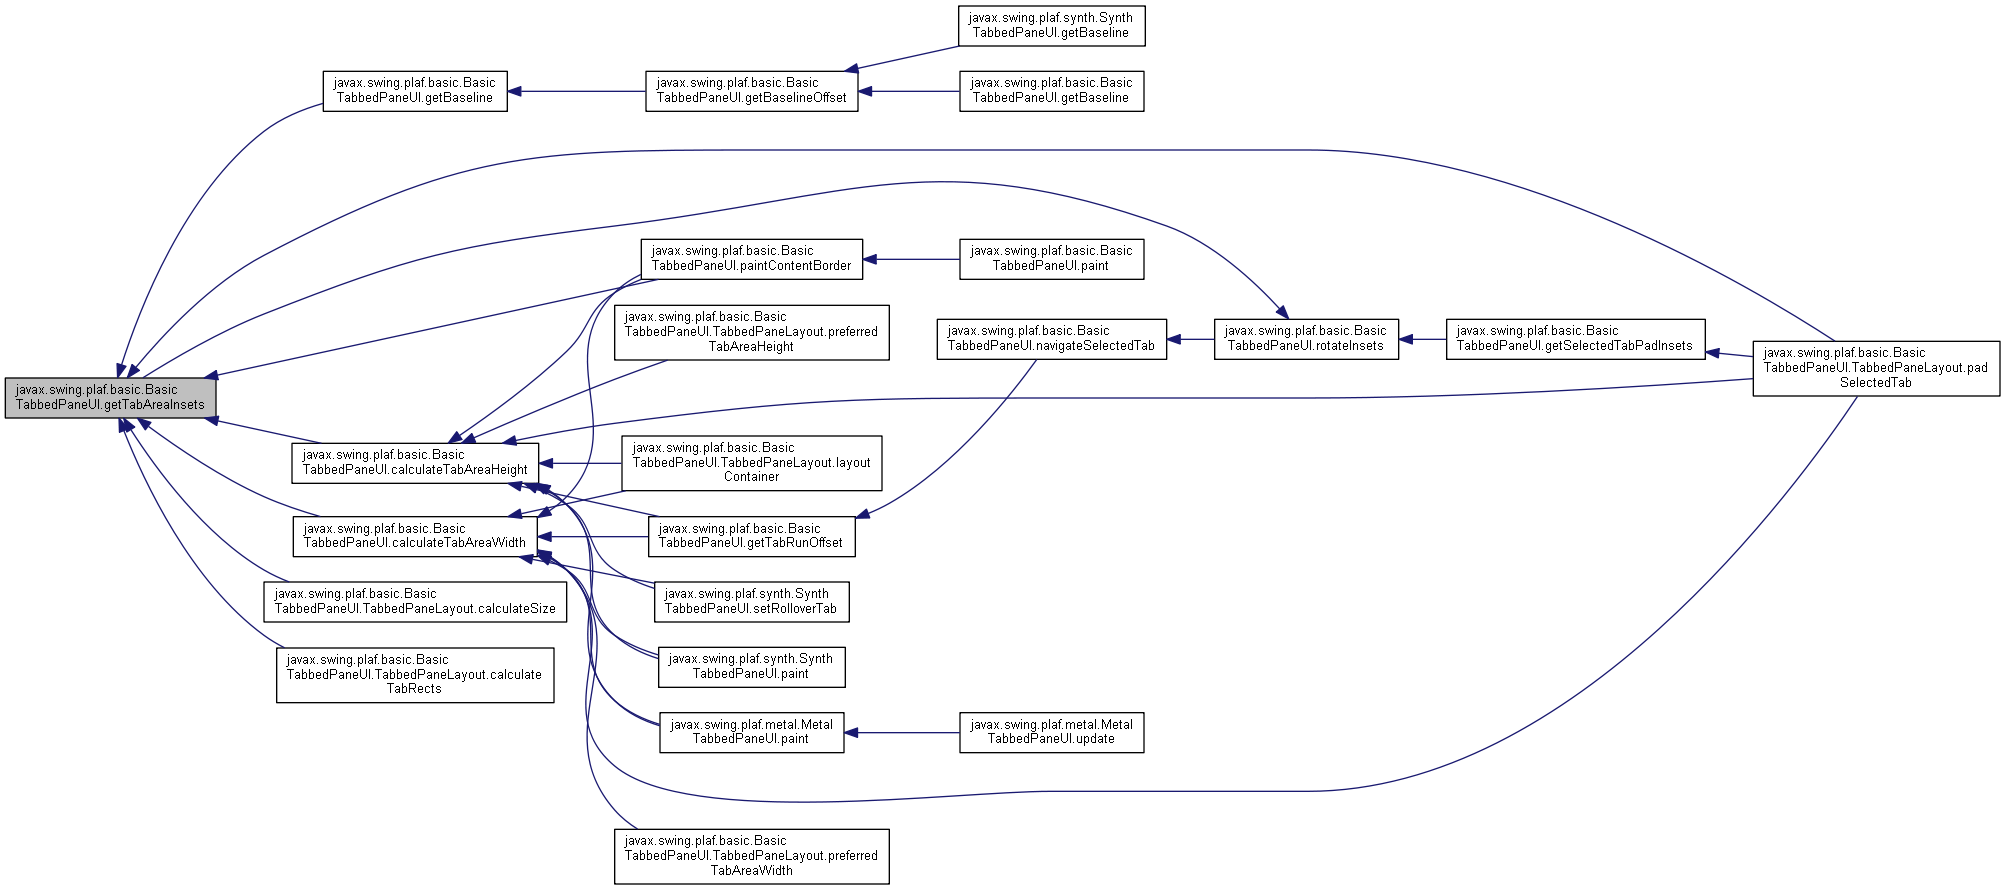 javax.swing.plaf.synth.Synth
TabbedPaneUI.getBaseline
javax.swing.plaf.basic.Basic
TabbedPaneUI.getBaseline
javax.swing.plaf.basic.Basic
TabbedPaneUI.getBaselineOffset
javax.swing.plaf.basic.Basic
TabbedPaneUI.getBaseline
javax.swing.plaf.basic.Basic
TabbedPaneUI.paintContentBorder
javax.swing.plaf.basic.Basic
TabbedPaneUI.paint
javax.swing.plaf.basic.Basic
TabbedPaneUI.TabbedPaneLayout.preferred
TabAreaHeight
javax.swing.plaf.basic.Basic
TabbedPaneUI.navigateSelectedTab
javax.swing.plaf.basic.Basic
TabbedPaneUI.rotateInsets
javax.swing.plaf.basic.Basic
TabbedPaneUI.getSelectedTabPadInsets
javax.swing.plaf.basic.Basic
TabbedPaneUI.TabbedPaneLayout.pad
SelectedTab
javax.swing.plaf.basic.Basic
TabbedPaneUI.getTabAreaInsets
javax.swing.plaf.basic.Basic
TabbedPaneUI.calculateTabAreaHeight
javax.swing.plaf.basic.Basic
TabbedPaneUI.TabbedPaneLayout.layout
Container
javax.swing.plaf.basic.Basic
TabbedPaneUI.calculateTabAreaWidth
javax.swing.plaf.basic.Basic
TabbedPaneUI.getTabRunOffset
javax.swing.plaf.basic.Basic
TabbedPaneUI.TabbedPaneLayout.calculateSize
javax.swing.plaf.synth.Synth
TabbedPaneUI.setRolloverTab
javax.swing.plaf.basic.Basic
TabbedPaneUI.TabbedPaneLayout.calculate
TabRects
javax.swing.plaf.synth.Synth
TabbedPaneUI.paint
javax.swing.plaf.metal.Metal
TabbedPaneUI.paint
javax.swing.plaf.metal.Metal
TabbedPaneUI.update
javax.swing.plaf.basic.Basic
TabbedPaneUI.TabbedPaneLayout.preferred
TabAreaWidth